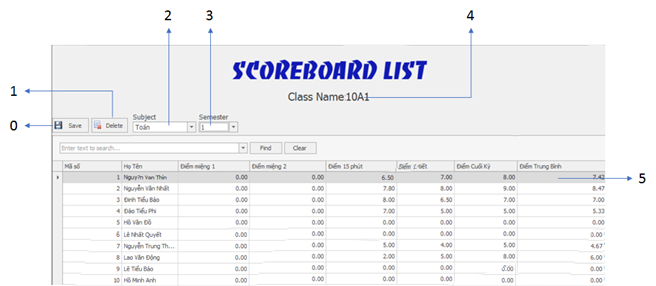 2 3 4
SCOREBOARD LIST
Class Name:10A1
1 Subject Semester
0 Save Delete Toán 1
Enter text to search... Find Clear
Mã số Họ Tên Điểm miệng 1 Điểm miệng 2 Điểm 15 phút Điểm 1 tiết Điểm Cuối Kỳ Điểm Trung Bình
1 Nguyễn Van Thìn 0.00 0.00 6.50 7.00 8.00 7.42 5
2 Nguyễn Văn Nhất 0.00 0.00 7.80 8.00 9.00 8.47
3 Đinh Tiểu Bảo 0.00 0.00 8.00 6.50 7.00 7.00
4 Đào Tiểu Phi 0.00 0.00 7.00 5.00 5.00 5.33
5 Hồ Văn Đồ 0.00 0.00 0.00 0.00 0.00 0.00
6 Lê Nhất Quyết 0.00 0.00 0.00 0.00 0.00 0.00
7 Nguyễn Trung Th... 0.00 0.00 5.00 4.00 5.00 4.67
8 Lao Văn Động 0.00 0.00 2.00 5.00 8.00 6.00
9 Lê Tiểu Bảo 0.00 0.00 0.00 0.00 0.00 0.00
10 Hồ Minh Anh 0.00 0.00 0.00 0.00 0.00 0.00